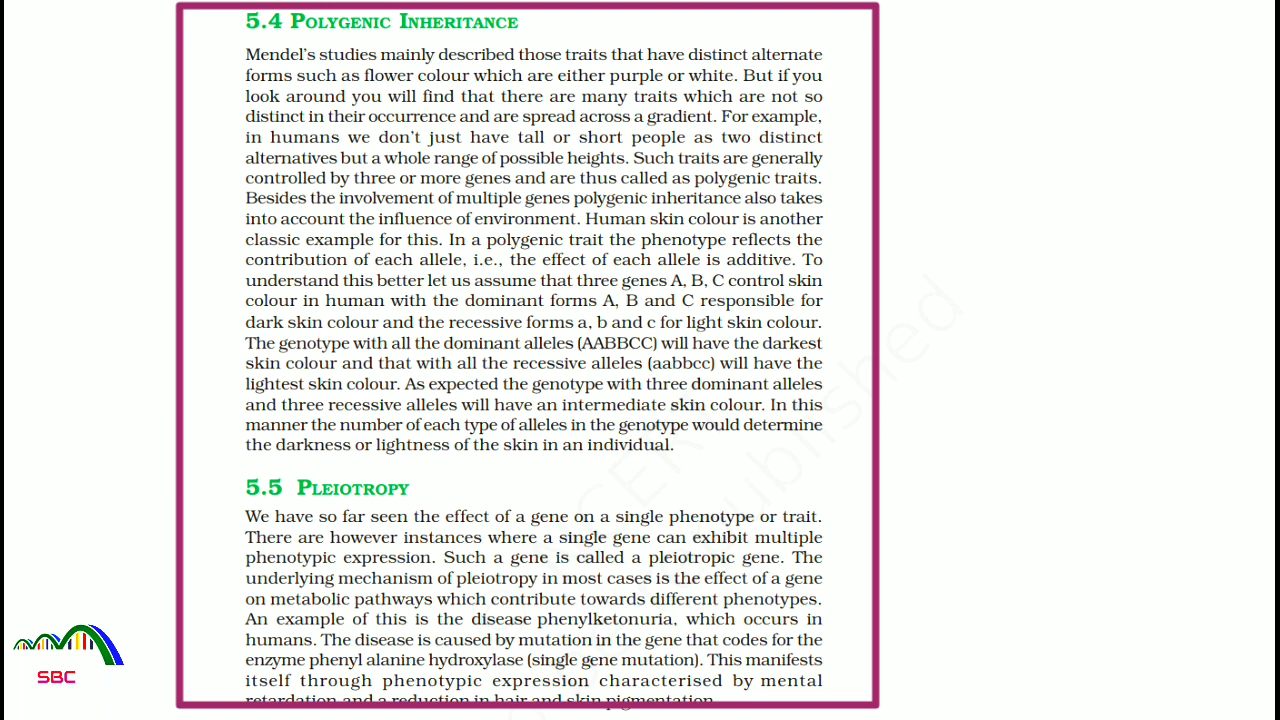 5.4 POLYGENIC INHERITANCE
Mendel's studies mainly described those traits that have distinct alternate
forms such as flower colour which are either purple or white. But if you
look around you will find that there are many traits which are not so
distinct in their occurrence and are spread across a gradient. For example,
in humans we don't just have tall or short people as two distinct
alternatives but a whole range of possible heights. Such traits are generally
controlled by three or more genes and are thus called as polygenic traits.
Besides the involvement of multiple genes polygenic inheritance also takes
into account the influence of environment. Human skin colour is another
classic example for this. In a polygenic trait the phenotype reflects the
contribution of each allele, i.e., the effect of each allele is additive. To
understand this better let us assume that three genes A, B, C control skin
colour in human with the dominant forms A, B and C responsible for
dark skin colour and the recessive forms a, b and c for light skin colour.
The genotype with all the dominant alleles (AABBCC) will have the darkest
skin colour and that with all the recessive alleles (aabbcc) will have the
lightest skin colour. As expected the genotype with three dominant alleles
and three recessive alleles will have an intermediate skin colour. In this
manner the number of each type of alleles in the genotype would determine
the darkness or lightness of the skin in an individual.
5.5 PLEIOTROPY
We have so far seen the effect of a gene on a single phenotype or trait.
There are however instances where a single gene can exhibit multiple
phenotypic expression. Such a gene is called a pleiotropic gene. The
underlying mechanism of pleiotropy in most cases is the effect of a gene
on metabolic pathways which contribute towards different phenotypes.
An example of this is the disease phenylketonuria, which occurs in
humans. The disease is caused by mutation in the gene that codes for the
enzyme phenyl alanine hydroxylase (single gene mutation). This manifests
itself through phenotypic expression characterised by mental
retardation and a reduction in hair and skin pigmentation.
SBC